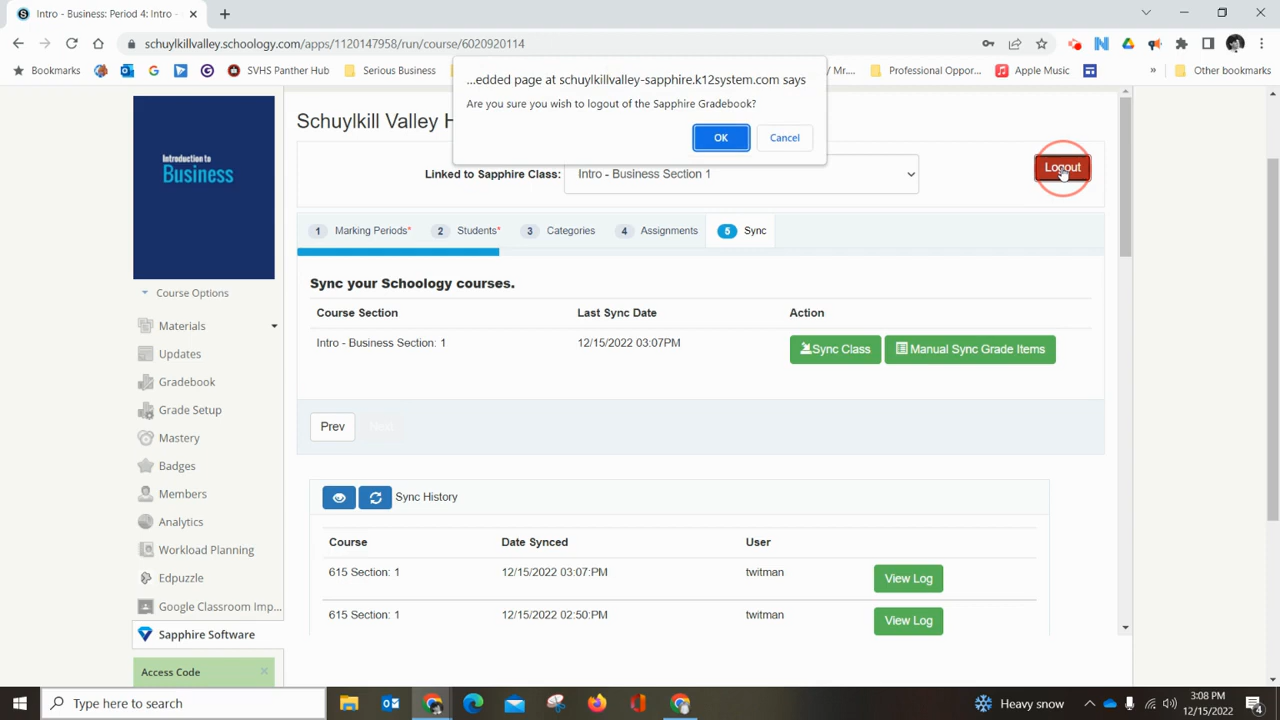 Intro - Business: Period 4: Intro -
schuylkillvalley.schoology.com/apps/1120147958/run/course/6020920114
Bookmarks
SVHS Panther Hub
Serious Business
Mr....
Professional Oppor...
Apple Music
»
Other bookmarks
...edded page at schuylkillvalley-sapphire.k12system.com says
Are you sure you wish to logout of the Sapphire Gradebook?
OK
Cancel
Schuylkill Valley H
Introduction to
Business
Linked to Sapphire Class:
Intro - Business Section 1
Logout
1 Marking Periods*
2 Students*
3 Categories
4 Assignments
5 Sync
Sync your Schoology courses.
Course Section Last Sync Date Action
Intro - Business Section: 1 12/15/2022 03:07PM Sync Class Manual Sync Grade Items
Prev
Next
Course Options
Materials
Updates
Gradebook
Grade Setup
Mastery
Badges
Members
Analytics
Workload Planning
Edpuzzle
Google Classroom Imp...
Sapphire Software
Access Code
Sync History
Course Date Synced User
615 Section: 1 12/15/2022 03:07:PM twitman View Log
615 Section: 1 12/15/2022 02:50:PM twitman View Log
Type here to search
Heavy snow
3:08 PM
12/15/2022
4